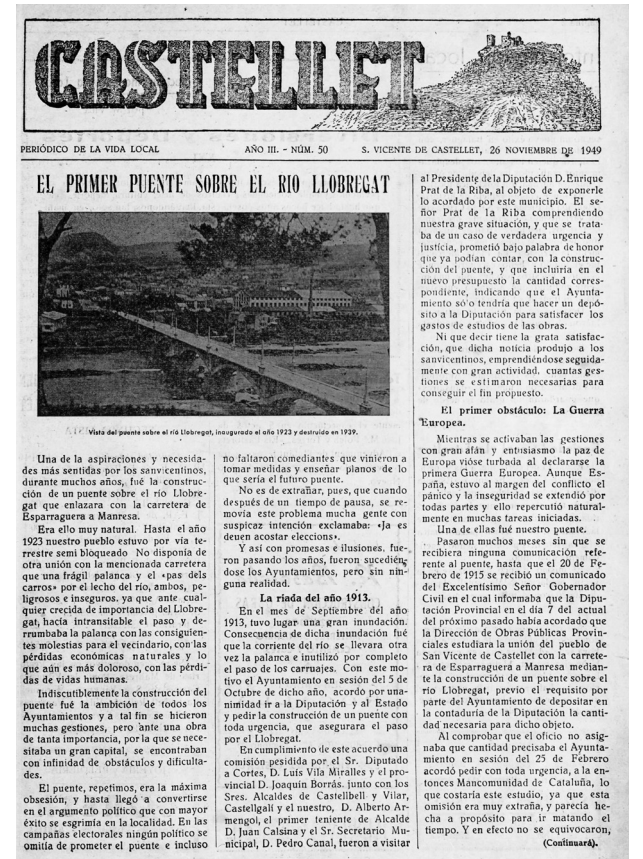 CASTELLET
PERIÓDICO DE LA VIDA LOCAL AÑO III. - NÚM. 50 S. VICENTE DE CASTELLET, 26 NOVIEMBRE DE 1949
EL PRIMER PUENTE SOBRE EL RIO LLOBREGAT
Vista del puente sobre el rió Llobregat, inaugurado el año 1923 y destruido en 1939.
Una de la aspiraciones y necesida-
des más sentidas por los sanvicetinos,
durante muchos años, fué la construc-
ción de un puente sobre el río Llobre-
gat que enlazara con la carretera de
Esparraguera a Manresa.
Era ello muy natural. Hasta el año
1923 nuestro pueblo estuvo por vía te-
rrestre semi bloqueado No disponía de
otra unión con la mencionada carretera
que una frágil palanca y el «pas dels
carros» por el lecho del río, ambos, pe-
ligrosos e inseguros, ya que ante cual-
quier crecida de importancia del Llobre-
gat, hacía intransitable el paso y de-
rrumbaba la palanca con las consiguien-
tes molestias para el vecindario, con las
pérdidas económicas naturales y lo
que aún es más doloroso, con las pérdi-
das de vidas humanas.
Indiscutiblemente la construcción del
puente fué la ambición de todos los
Ayuntamientos y a tal fin se hicieron
muchas gestiones, pero ante una obra
de tanta importancia, por la que se nece-
sitaba un gran capital, se encontraban
con infinidad de obstáculos y dificulta-
des.
El puente, repetimos, era la máxima
obsesión, y hasta llegó a convertirse
en el argumento político que con mayor
éxito se esgrimía en la localidad. En las
campañas electorales ningún político se
omitía de prometer el puente e incluso
no faltaron comediantes que vinieron a
tomar medidas y enseñar planos de lo
que sería el futuro puente.
No es de extrañar, pues, que cuando
después de un tiempo de pausa, se re-
movía este problema mucha gente con
suspicaz intención exclamaba: «Ja es
deuen acostar eleccions».
Y así con promesas e ilusiones, fue-
ron pasando los años, fueron sucedién-
dose los Ayuntamientos, pero sin nin-
guna realidad.
La riada del año 1913.
En el mes de Septiembre del año
1913, tuvo lugar una gran inundación.
Consecuencia de dicha inundación fué
que la corriente del río se llevara otra
vez la palanca e inutilizó por completo
el paso de los carruajes. Con este mo-
tivo el Ayuntamiento en sesión del 5
Octubre de dicho año, acordo por una-
nimidad ir a la Diputación y al Estado
y pedir la construcción de un puente con
toda urgencia, que asegurara el paso
por el Llobregat.
En cumplimiento de este acuerdo una
comisión pesidida por el Sr. Diputado
a Cortes, D. Luís Vila Miralles y el pro-
vincial D. Joaquín Borrás. junto con los
Sres. Alcaldes de Castellbell y Vilar,
Castellgalí y el nuestro, D. Alberto Ar-
mengol, el primer teniente de Alcalde
D. Juan Calsina y el Sr. Secretario Mu-
nicipal, D. Pedro Canal, fueron a visitar
al Presidente de la Diputación D. Enrique
Prat de la Riba, al objeto de exponerle
lo acordado por este municipio. El se-
ñor Prat de la Riba comprendiendo
nuestra grave situación, y que se trata-
ba de un caso de verdadera urgencia y
justícia, prometió bajo palabra de honor
que ya podían contar, con la construc-
ción del puente, y que incluiría en el
nuevo presupuesto la cantidad corres-
pondiente, indicando que el Ayunta-
miento sólo tendría que hacer un depó-
sito a la Diputación para satisfacer los
gastos de estudios de las obras.
Ni que decir tiene la grata satisfac-
ción, que dicha noticia produjo a los
sanvicentinos, emprendiéndose seguida-
mente con gran actividad, cuantas ges-
tiones se estimaron necesarias para
conseguir el fin propuesto.
El primer obstáculo: La Guerra
Europea.
Mientras se activaban las gestiones
con gran afán y entusiasmo la paz de
Europa vióse turbada al declararse la
primera Guerra Europea. Aunque Es-
paña, estuvo al margen del conflicto el
pánico y la inseguridad se extendió por
todas partes y ello repercutió natural-
mente en muchas tareas iniciadas.
Una de ellas fué nuestro puente.
Pasaron muchos meses sin que se
recibiera ninguna comunicación refe-
rente al puente, hasta que el 20 de Fe-
brero de 1915 se recibió un comunicado
del Excelentísimo Señor Gobernador
Civil en el cual informaba que la Dipu-
tación Provincial en el día 7 del actual
del próximo pasado había acordado que
la Dirección de Obras Públicas Provin-
ciales estudiara la unión del pueblo de
San Vicente de Castellet con la carrete-
ra de Esparraguera a Manresa median-
te la construcción de un puente sobre el
río Llobregat, previo el requisito por
parte del Ayuntamiento de depositar en
la contaduría de la Diputación la canti-
dad necesaria para dicho objeto.
Al comprobar que el oficio no asig-
naba que cantidad precisaba el Ayunta-
miento en sesión del 25 de Febrero
acordó pedir con toda urgencia, a la en-
tonces Mancomunidad de Cataluña, lo
que costaría este estudio, ya que esta
omisión era muy extraña, y parecía he-
cha a propósito para ir matando el
tiempo. Y en efecto no se equivocaron,
(Continuará).